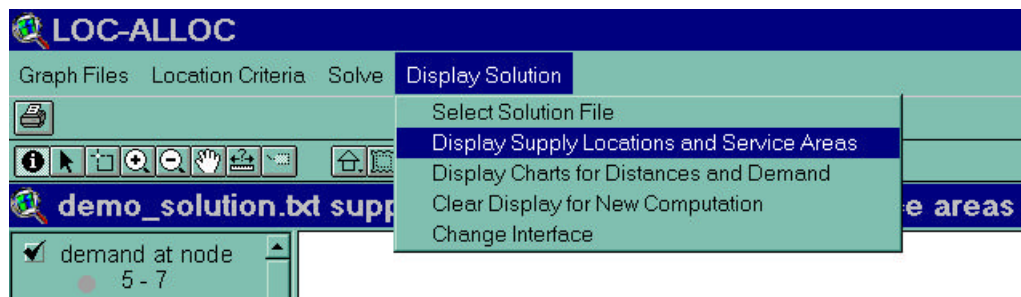 LOC-ALLOC
Graph Files Location Criteria Solve Display Solution
Select Solution File
Display Supply Locations and Service Areas
Display Charts for Distances and Demand
Clear Display for New Computation
Change Interface
demo_solution.txt supp e areas
demand at node
5 - 7